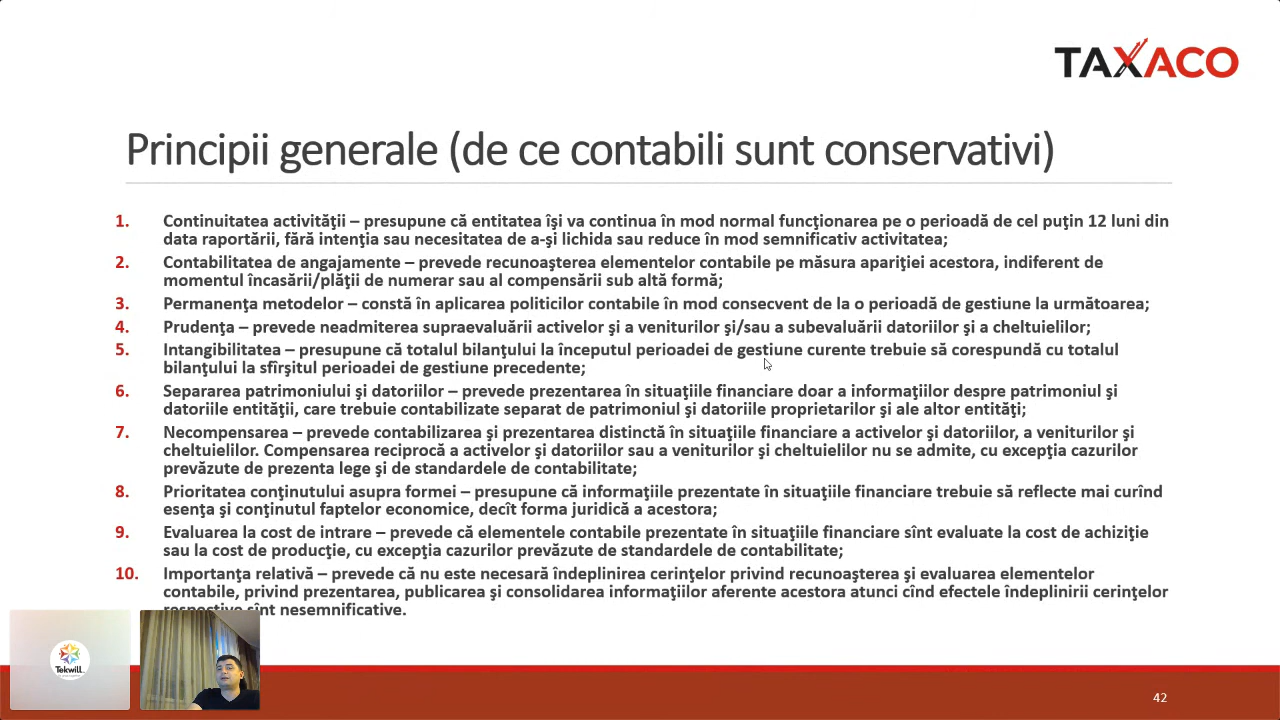 TAXACO
Principii generale (de ce contabili sunt conservativi)
1. Continuitatea activităţii – presupune că entitatea îşi va continua în mod normal funcţionarea pe o perioadă de cel puţin 12 luni din
data raportării, fără intenţia sau necesitatea de a-şi lichida sau reduce în mod semnificativ activitatea;
2. Contabilitatea de angajamente – prevede recunoaşterea elementelor contabile pe măsura apariţiei acestora, indiferent de
momentul încasării/plăţii de numerar sau al compensării sub altă formă;
3. Permanenţa metodelor – constă în aplicarea politicilor contabile în mod consecvent de la o perioadă de gestiune la următoarea;
4. Prudenţa – prevede neadmiterea supraevaluării activelor şi a veniturilor şi/sau a subevaluării datoriilor şi a cheltuielilor;
5. Intangibilitatea – presupune că totalul bilanţului la începutul perioadei de gestiune curente trebuie să corespundă cu totalul
bilanţului la sfîrşitul perioadei de gestiune precedente;
6. Separarea patrimoniului şi datoriilor – prevede prezentarea în situaţiile financiare doar a informaţiilor despre patrimoniul şi
datoriile entităţii, care trebuie contabilizate separat de patrimoniul şi datoriile proprietarilor şi ale altor entităţi;
7. Necompensarea – prevede contabilizarea şi prezentarea distinctă în situaţiile financiare a activelor şi datoriilor, a veniturilor şi
cheltuielilor. Compensarea reciprocă a activelor şi datoriilor sau a veniturilor şi cheltuielilor nu se admite, cu excepţia cazurilor
prevăzute de prezenta lege şi de standardele de contabilitate;
8. Prioritatea conţinutului asupra formei – presupune că informaţiile prezentate în situaţiile financiare trebuie să reflecte mai curînd
esenţa şi conţinutul faptelor economice, decît forma juridică a acestora;
9. Evaluarea la cost de intrare – prevede că elementele contabile prezentate în situaţiile financiare sînt evaluate la cost de achiziţie
sau la cost de producţie, cu excepţia cazurilor prevăzute de standardele de contabilitate;
10. Importanţa relativă – prevede că nu este necesară îndeplinirea cerinţelor privind recunoaşterea şi evaluarea elementelor
contabile, privind prezentarea, publicarea şi consolidarea informaţiilor aferente acestora atunci cînd efectele îndeplinirii cerinţelor
respective sînt nesemnificative.
Tekwill
42